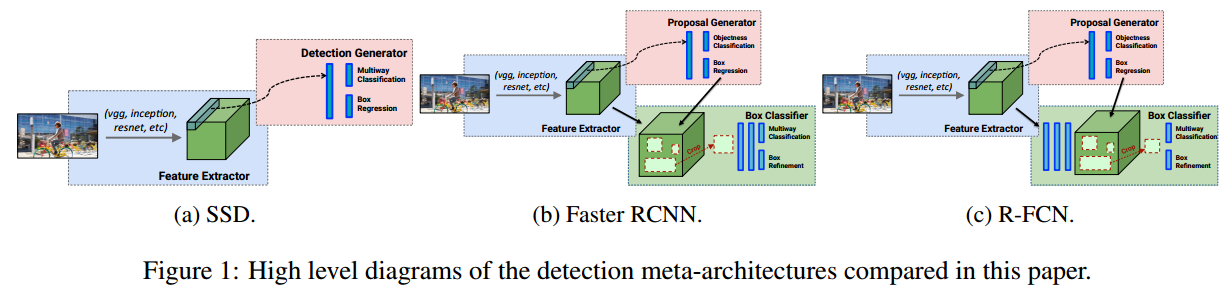 Detection Generator
Multiway
Classification
Box
Regression
(vgg, inception,
resnet, etc)
Feature Extractor
(a) SSD.
Proposal Generator
Objectness
Classification
Box
Regression
(vgg, inception,
resnet, etc)
Feature Extractor
Box Classifier
Multiway
Classification
Box
Refinement
Crop
(b) Faster RCNN.
Proposal Generator
Objectness
Classification
Box
Regression
(vgg, inception,
resnet, etc)
Feature Extractor
Box Classifier
Multiway
Classification
Box
Refinement
Crop
(c) R-FCN.
Figure 1: High level diagrams of the detection meta-architectures compared in this paper.